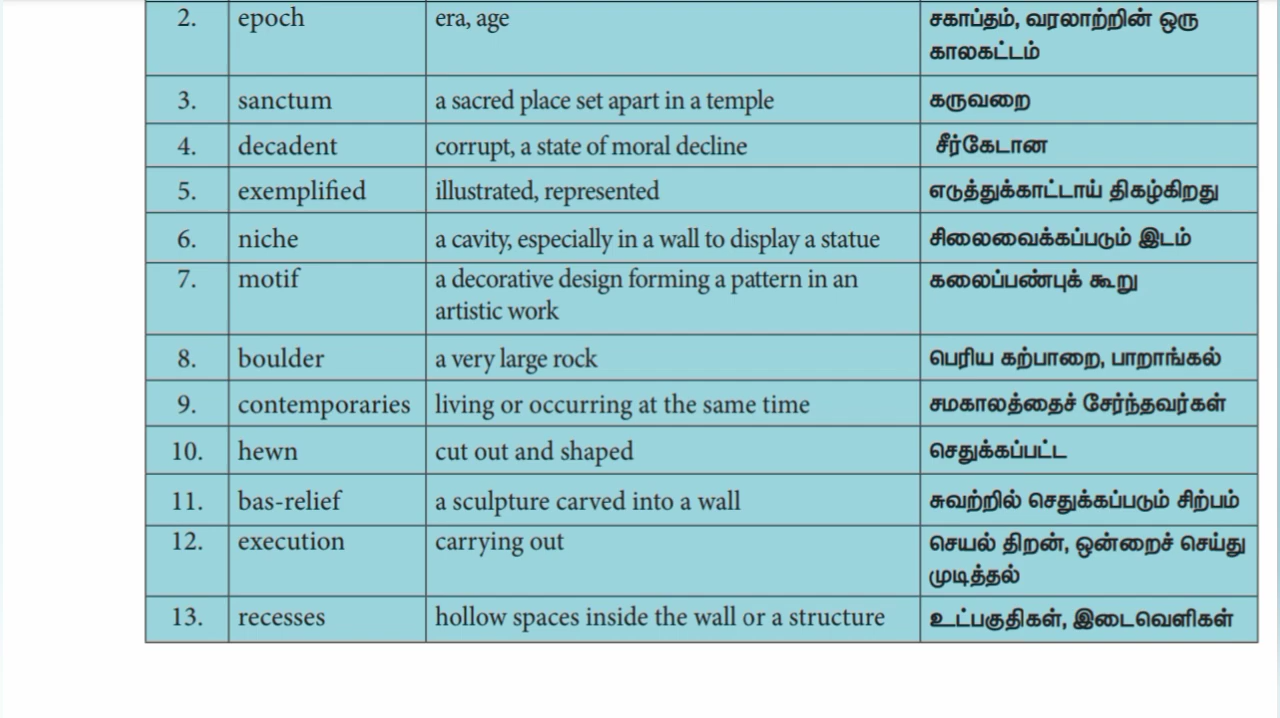 2. epoch era, age சகாப்தம், வரலாற்றின் ஒரு
காலகட்டம்
3. sanctum a sacred place set apart in a temple கருவறை
4. decadent corrupt, a state of moral decline சீர்கேடான
5. exemplified illustrated, represented எடுத்துக்காட்டாய் திகழ்கிறது
6. niche a cavity, especially in a wall to display a statue சிலைவைக்கப்படும் இடம்
7. motif a decorative design forming a pattern in an கலைப்பண்புக் கூறு
artistic work
8. boulder a very large rock பெரிய கற்பாறை, பாறாங்கல்
9. contemporaries living or occurring at the same time சமகாலத்தைச் சேர்ந்தவர்கள்
10. hewn cut out and shaped செதுக்கப்பட்ட
11. bas-relief a sculpture carved into a wall சுவற்றில் செதுக்கப்படும் சிற்பம்
12. execution carrying out செயல் திறன், ஒன்றைச் செய்து
முடித்தல்
13. recesses hollow spaces inside the wall or a structure உட்பகுதிகள், இடைவெளிகள்